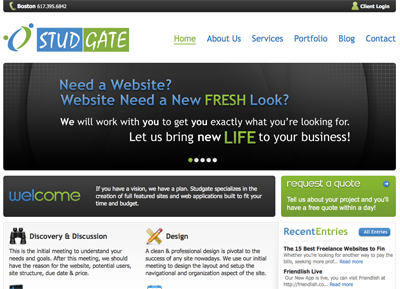 Boston 617.395.6842
Client Login
STUD GATE
Home About Us Services Portfolio Blog Contact
Need a Website?
Website Need a New FRESH Look?
We will work with you to get you exactly what you're looking for.
Let us bring new LIFE to your business!
welcome
If you have a vision, we have a plan. Studgate specializes in the
creation of full featured sites and web applications built to fit your
time and budget.
request a quote
Tell us about your project and you'll
have a free quote within a day!
Discovery & Discussion
This is the initial meeting to understand your
needs and goals. After this meeting, we should
have the reason for the website, potential users,
site structure, due date & price.
Design
A clean & professional design is pivotal to the
success of any site nowadays. We use our initial
meeting to design the layout and setup the
navigational and organization aspect of the site.
Recent Entries
All Entries
The 15 Best Freelance Websites to Fin
Whether you're looking for another way to pay the
bills, seeking more prof... Read More
Friendlish Live
Our New App is live, you can visit Friendlish at
http://friendlish.co... Read More